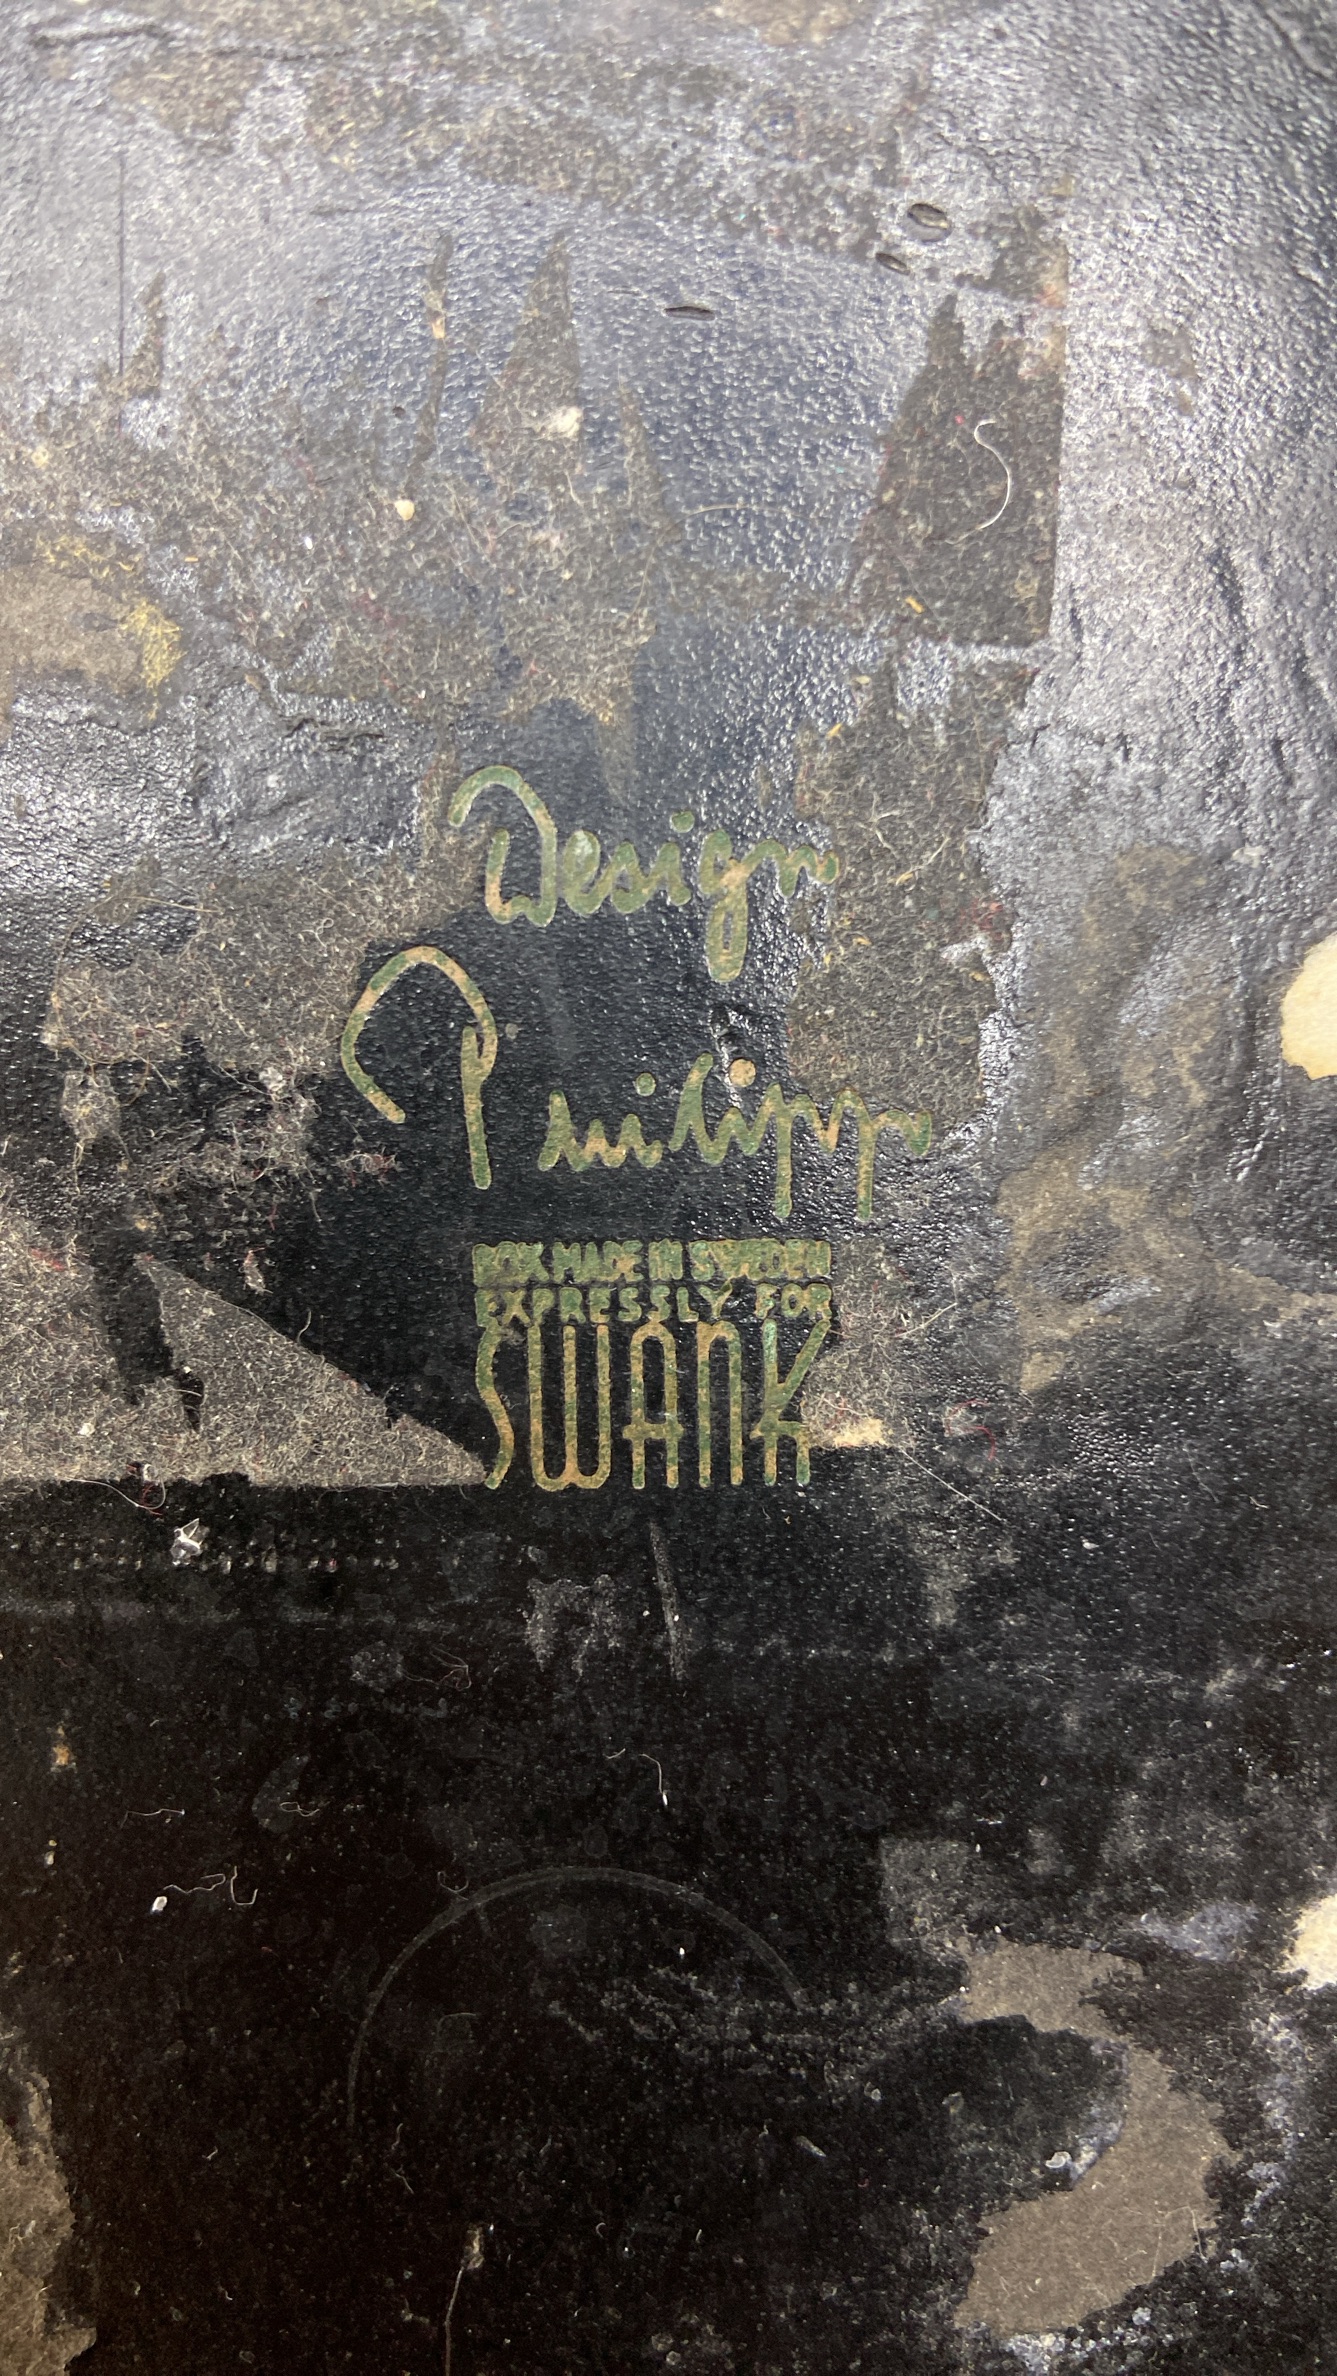 Design
Philipp
BOX MADE IN SWEDEN
EXPRESSLY FOR
SWANK